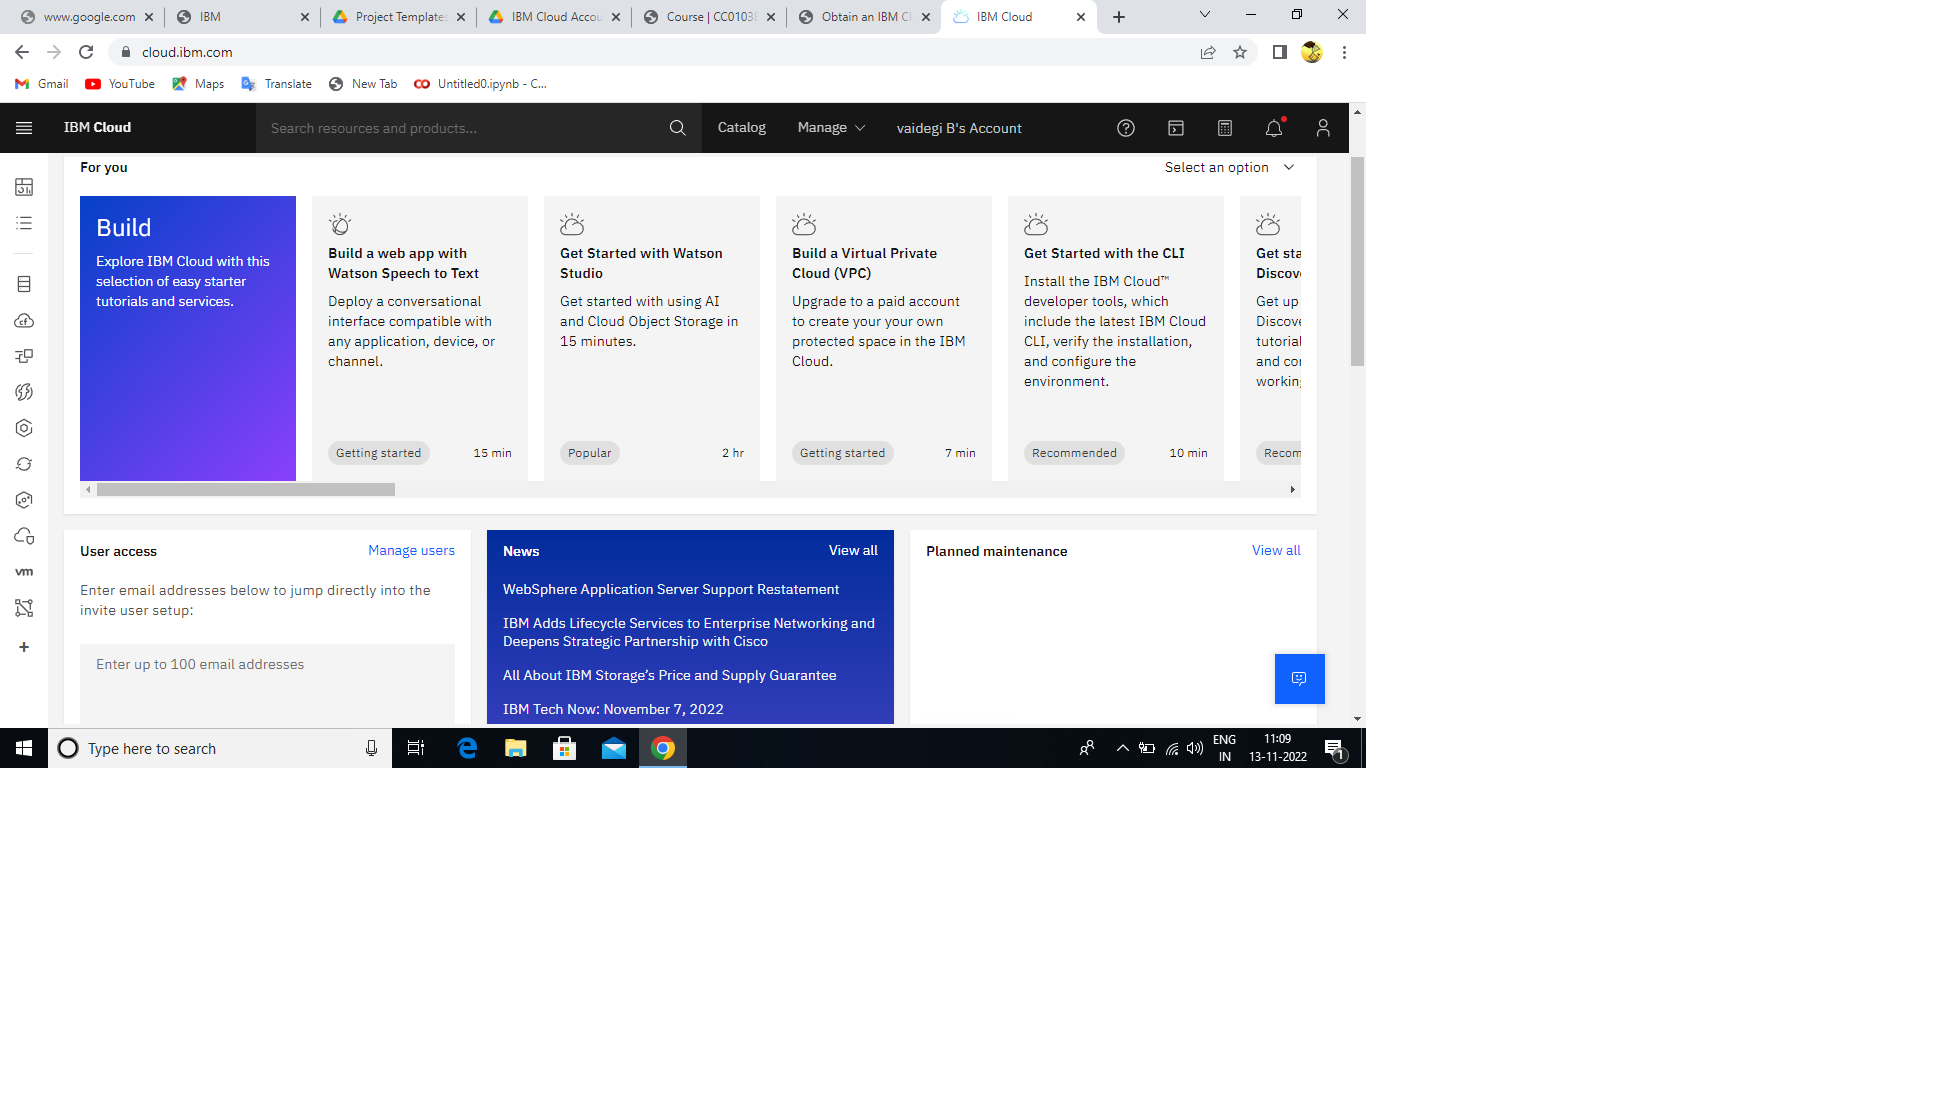 www.google.com
IBM
Project Templates
IBM Cloud Accou
Course | CC0103E
Obtain an IBM Cl
IBM Cloud
cloud.ibm.com
Gmail
YouTube
Maps
Translate
New Tab
Untitled0.ipynb - C...
IBM Cloud
Search resources and products...
Catalog
Manage
vaidegi B's Account
For you
Select an option
Build
Explore IBM Cloud with this
selection of easy starter
tutorials and services.
Build a web app with
Watson Speech to Text
Deploy a conversational
interface compatible with
any application, device, or
channel.
Getting started
15 min
Get Started with Watson
Studio
Get started with using AI
and Cloud Object Storage in
15 minutes.
Popular
2 hr
Build a Virtual Private
Cloud (VPC)
Upgrade to a paid account
to create your your own
protected space in the IBM
Cloud.
Getting started
7 min
Get Started with the CLI
Install the IBM Cloud™
developer tools, which
include the latest IBM Cloud
CLI, verify the installation,
and configure the
environment.
Recommended
10 min
Get sta
Discove
Get up
Discove
tutorial
and con
working
Recom
User access
Manage users
Enter email addresses below to jump directly into the
invite user setup:
Enter up to 100 email addresses
News
View all
WebSphere Application Server Support Restatement
IBM Adds Lifecycle Services to Enterprise Networking and
Deepens Strategic Partnership with Cisco
All About IBM Storage’s Price and Supply Guarantee
IBM Tech Now: November 7, 2022
Planned maintenance
View all
cf
vm
Type here to search
ENG
IN
11:09
13-11-2022
1